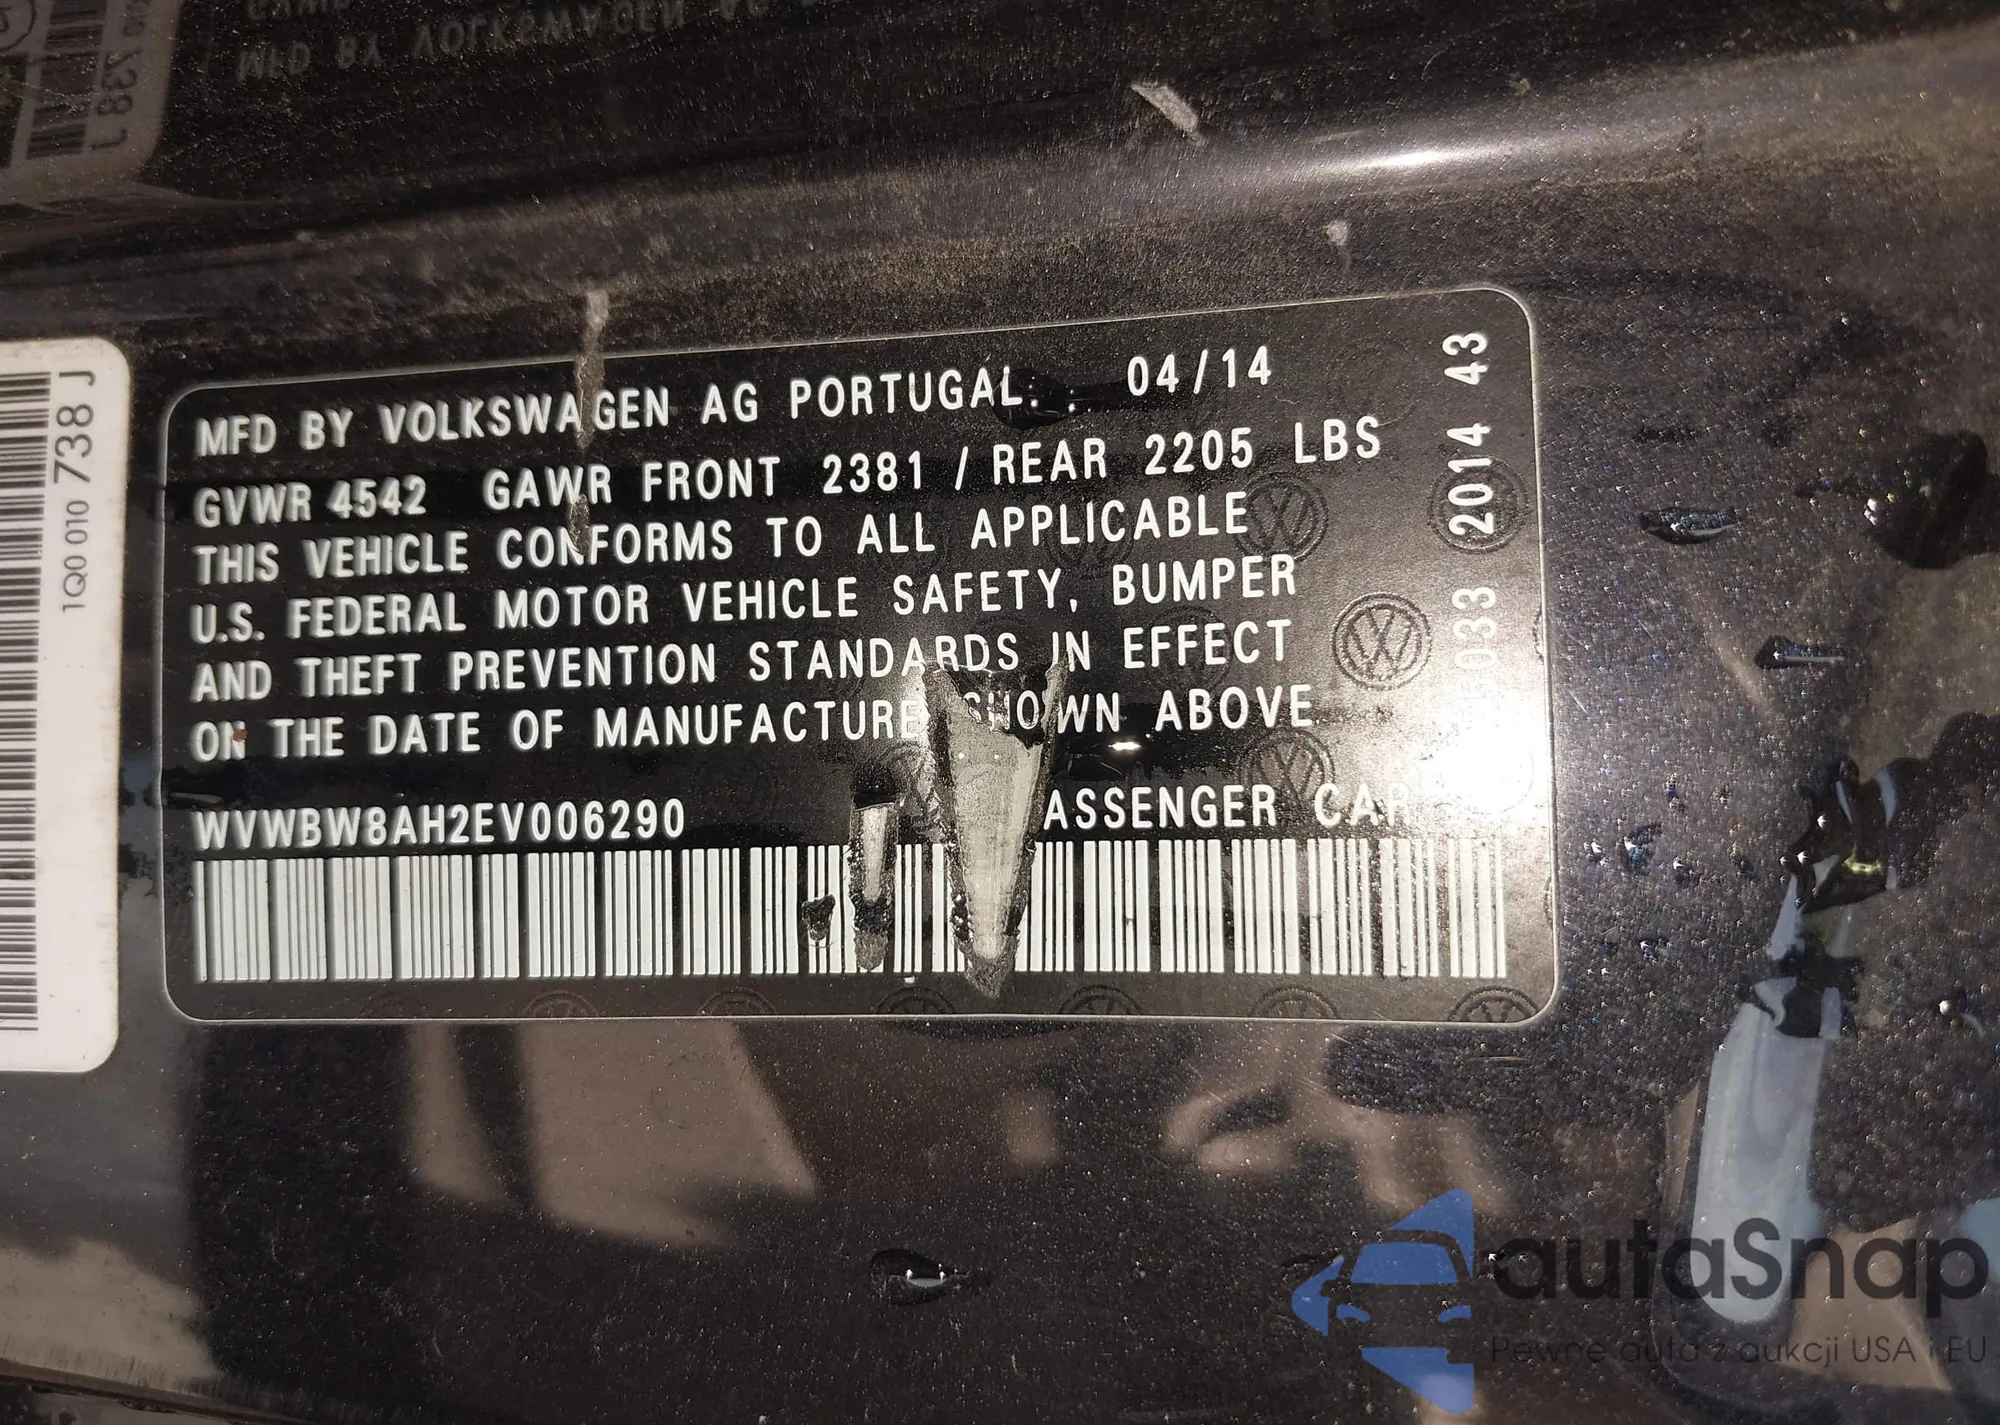 1Q0 010 738 J
MFD BY VOLKSWAGEN AG PORTUGAL. 04/14
GVWR 4542 GAWR FRONT 2381 / REAR 2205 LBS
THIS VEHICLE CONFORMS TO ALL APPLICABLE
U.S. FEDERAL MOTOR VEHICLE SAFETY, BUMPER
AND THEFT PREVENTION STANDARDS IN EFFECT
ON THE DATE OF MANUFACTURE SHOWN ABOVE
WVWBW8AH2EV006290 ASSENGER CAR
5033 2014 43
autaSnap
Pewne auta z aukcji USA i EU